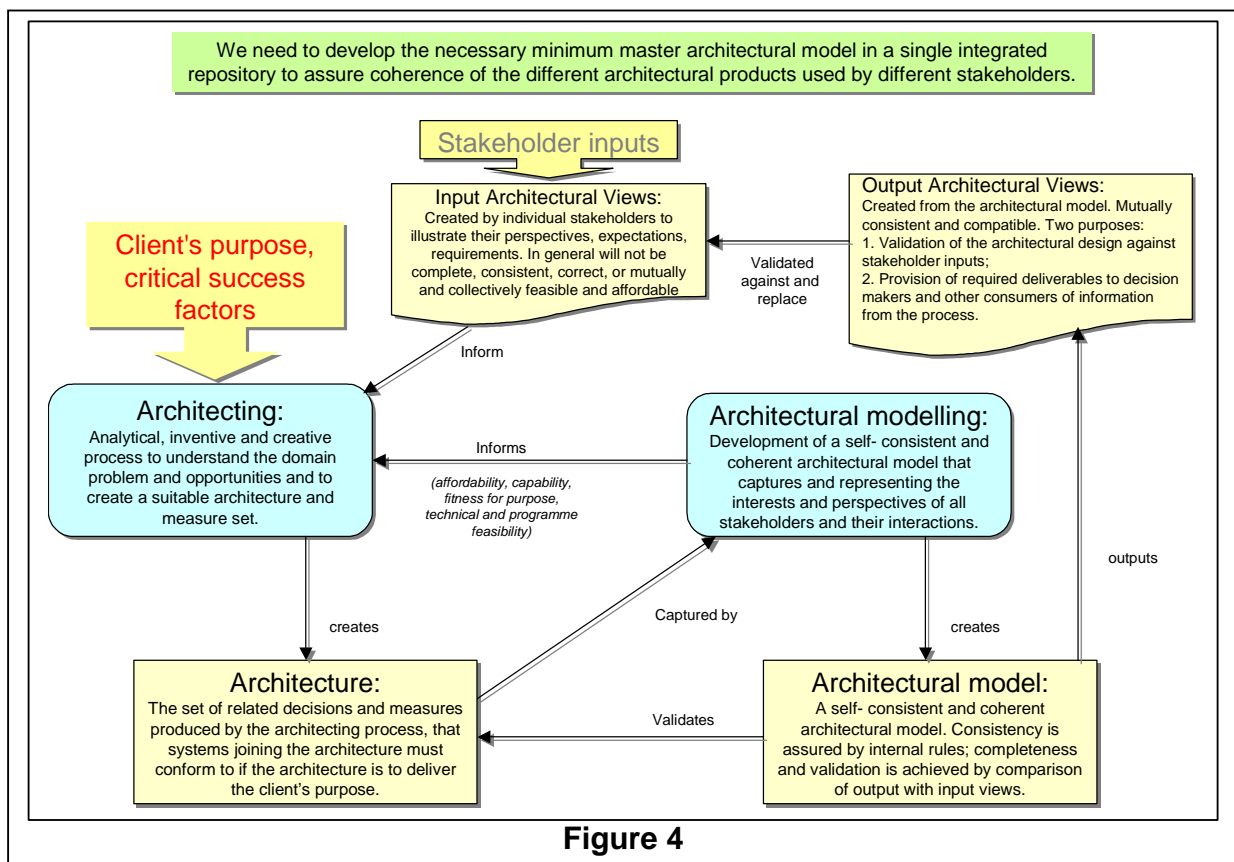 We need to develop the necessary minimum master architectural model in a single integrated
repository to assure coherence of the different architectural products used by different stakeholders.
Stakeholder inputs
Input Architectural Views:
Created by individual stakeholders to
illustrate their perspectives, expectations,
requirements. In general will not be
complete, consistent, correct, or mutually
and collectively feasible and affordable
Output Architectural Views:
Created from the architectural model. Mutually
consistent and compatible. Two purposes:
1. Validation of the architectural design against
stakeholder inputs;
2. Provision of required deliverables to decision
makers and other consumers of information
from the process.
Client's purpose,
critical success
factors
Validated
against and
replace
Inform
Architecting:
Analytical, inventive and creative
process to understand the domain
problem and opportunities and to
create a suitable architecture and
measure set.
Informs
(affordability, capability,
fitness for purpose,
technical and programme
feasibility)
Architectural modelling:
Development of a self- consistent and
coherent architectural model that
captures and representing the
interests and perspectives of all
stakeholders and their interactions.
outputs
creates
Captured by
creates
Architecture:
The set of related decisions and measures
produced by the architecting process, that
systems joining the architecture must
conform to if the architecture is to deliver
the client's purpose.
Validates
Architectural model:
A self- consistent and coherent
architectural model. Consistency is
assured by internal rules; completeness
and validation is achieved by comparison
of output with input views.
Figure 4